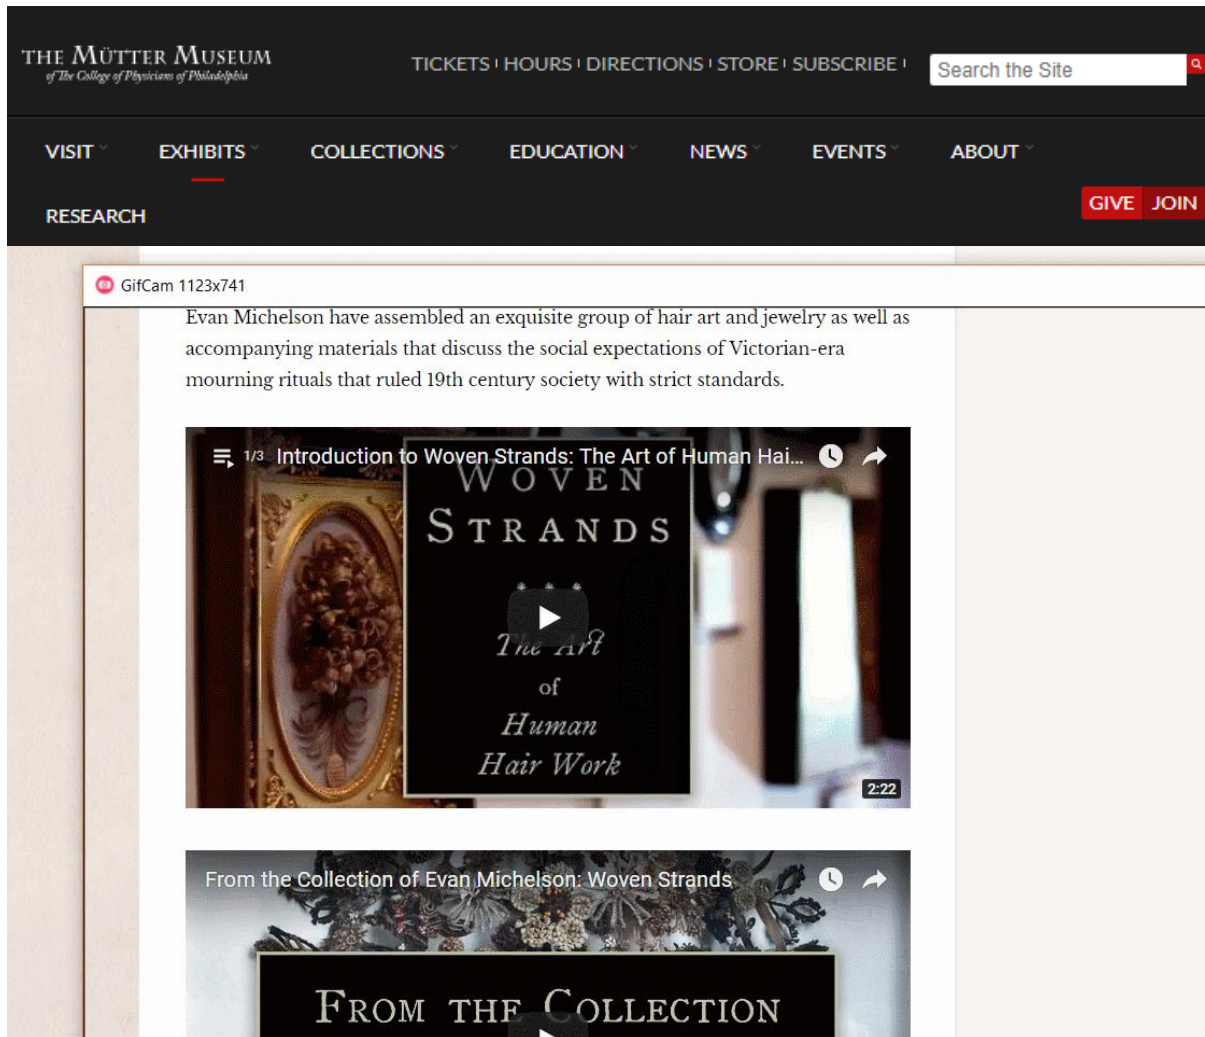 THE MÜTTER MUSEUM
of The College of Physicians of Philadelphia
TICKETS HOURS DIRECTIONS STORE SUBSCRIBE
Search the Site
VISIT EXHIBITS COLLECTIONS EDUCATION NEWS EVENTS ABOUT
RESEARCH
GIVE JOIN
GifCam 1123x741
Evan Michelson have assembled an exquisite group of hair art and jewelry as well as
accompanying materials that discuss the social expectations of Victorian-era
mourning rituals that ruled 19th century society with strict standards.
1/3 Introduction to Woven Strands: The Art of Human Hai...
WOVEN
STRANDS
* * *
The Art
of
Human
Hair Work
2:22
From the Collection of Evan Michelson: Woven Strands
FROM THE COLLECTION